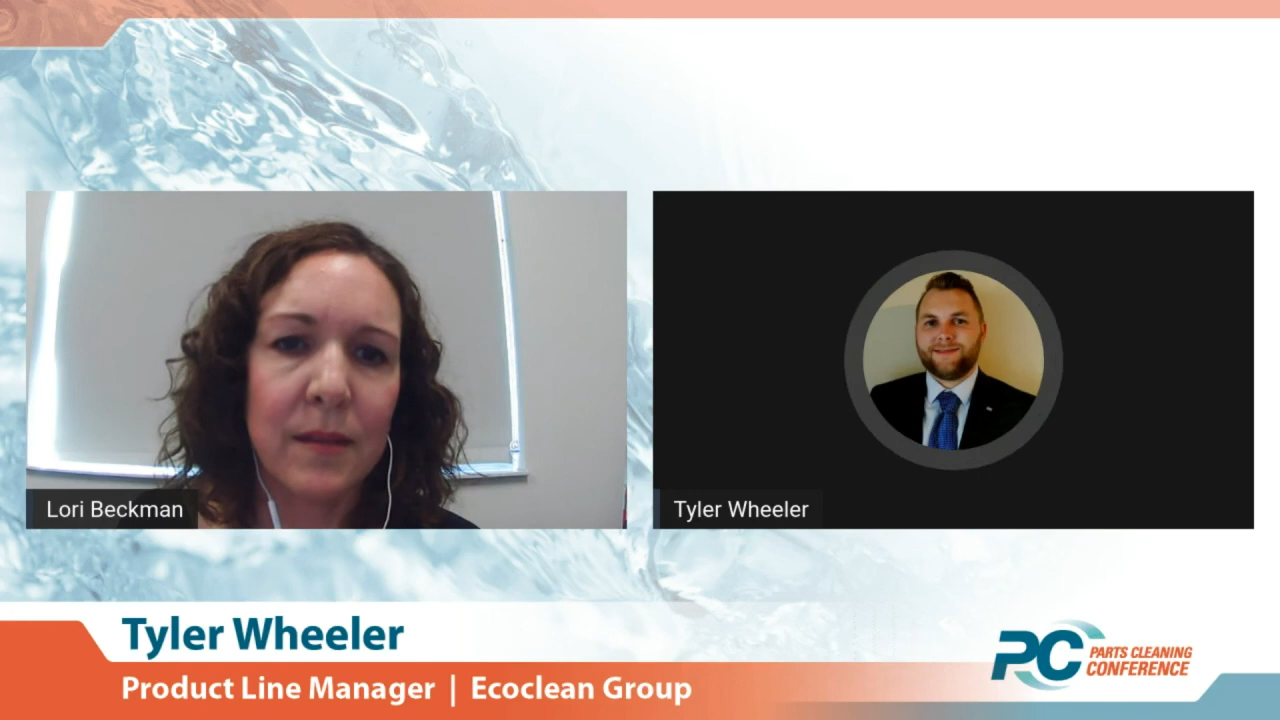 Lori Beckman
Tyler Wheeler
Tyler Wheeler
Product Line Manager | Ecoclean Group
PC PARTS CLEANING
CONFERENCE